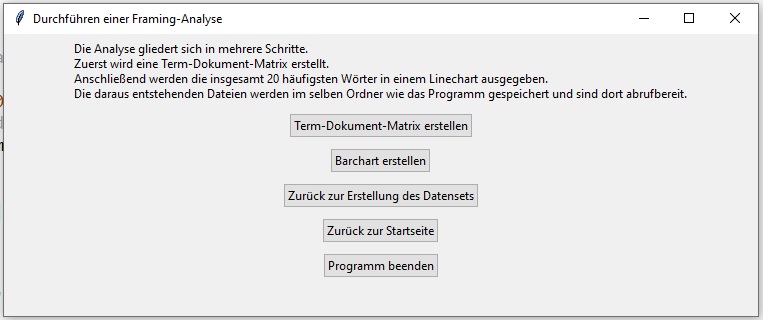 Durchführen einer Framing-Analyse
Die Analyse gliedert sich in mehrere Schritte.
Zuerst wird eine Term-Dokument-Matrix erstellt.
Anschließend werden die insgesamt 20 häufigsten Wörter in einem Linechart ausgegeben.
Die daraus entstehenden Dateien werden im selben Ordner wie das Programm gespeichert und sind dort abrufbereit.
Term-Dokument-Matrix erstellen
Barchart erstellen
Zurück zur Erstellung des Datensets
Zurück zur Startseite
Programm beenden